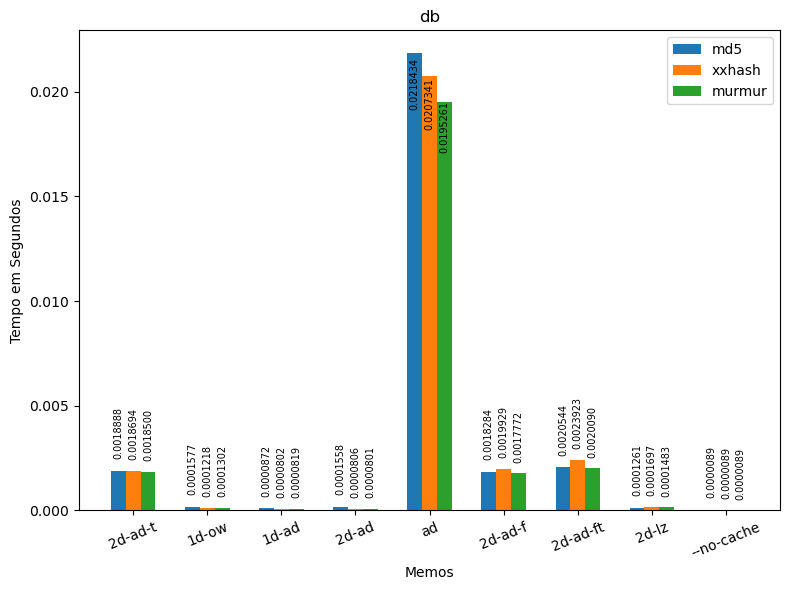 db
md5
xxhash
murmur
Tempo em Segundos
0.020
0.015
0.010
0.005
0.000
0.0018888
0.0018694
0.0018500
0.0001577
0.0001218
0.0001302
0.0000872
0.0000802
0.0000819
0.0001558
0.0000806
0.0000801
0.0218434
0.0207341
0.0195261
0.0018284
0.0019929
0.0017772
0.0020544
0.0023923
0.0020090
0.0001261
0.0001697
0.0001483
0.0000089
0.0000089
0.0000089
2d-ad-t
1d-ow
1d-ad
2d-ad
ad
2d-ad-f
2d-ad-ft
2d-lz
--no-cache
Memos